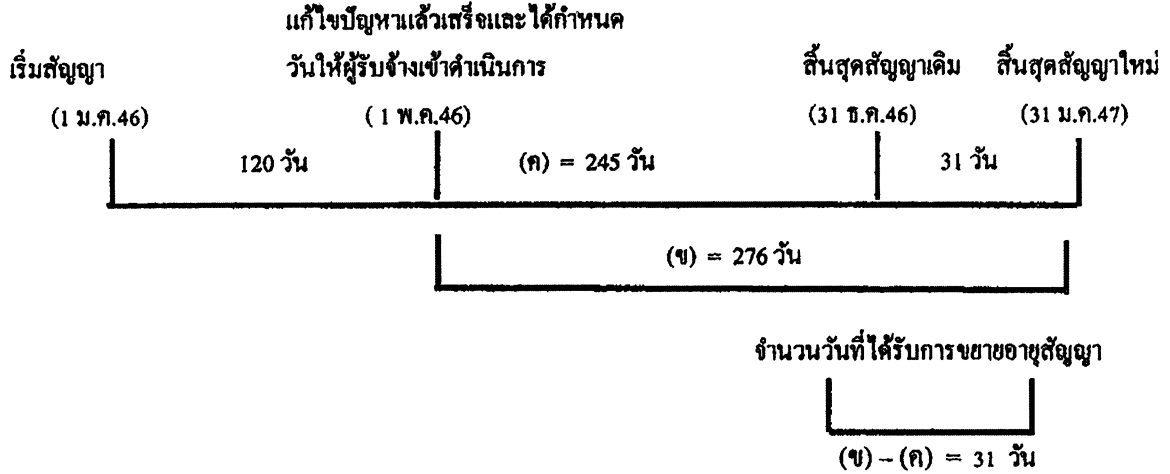 แก้ไขปัญหาแล้วเสร็จและได้กำหนด
เริ่มสัญญา วันให้ผู้รับจ้างเข้าดำเนินการ สิ้นสุดสัญญาเดิม สิ้นสุดสัญญาใหม่
(1 ม.ค.46) ( 1 พ.ค.46) (31 ธ.ค.46) (31 ม.ค.47)
120 วัน (ค) = 245 วัน 31 วัน
(ข) = 276 วัน
จำนวนวันที่ได้รับการขยายอายุสัญญา
(ข) – (ค) = 31 วัน